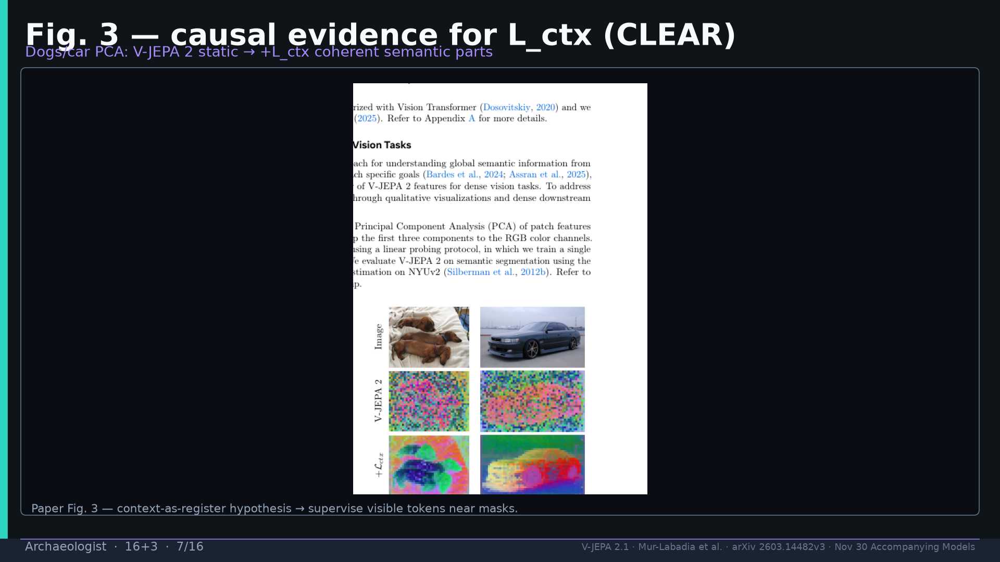 Fig. 3 — causal evidence for L_ctx (CLEAR)
Dogs/car PCA: V-JEPA 2 static → +L_ctx coherent semantic parts
rized with Vision Transformer (Dosovitskiy, 2020) and we
(2025). Refer to Appendix A for more details.
Vision Tasks
ach for understanding global semantic information from
ch specific goals (Bardes et al., 2024; Assran et al., 2025),
of V-JEPA 2 features for dense vision tasks. To address
hrough qualitative visualizations and dense downstream
Principal Component Analysis (PCA) of patch features
p the first three components to the RGB color channels.
using a linear probing protocol, in which we train a single
We evaluate V-JEPA 2 on semantic segmentation using the
stimation on NYUv2 (Silberman et al., 2012b). Refer to
up.
Image
V-JEPA 2
+ℒctx
Paper Fig. 3 — context-as-register hypothesis → supervise visible tokens near masks.
Archaeologist · 16+3 · 7/16
V-JEPA 2.1 · Mur-Labadia et al. · arXiv 2603.14482v3 · Nov 30 Accompanying Models